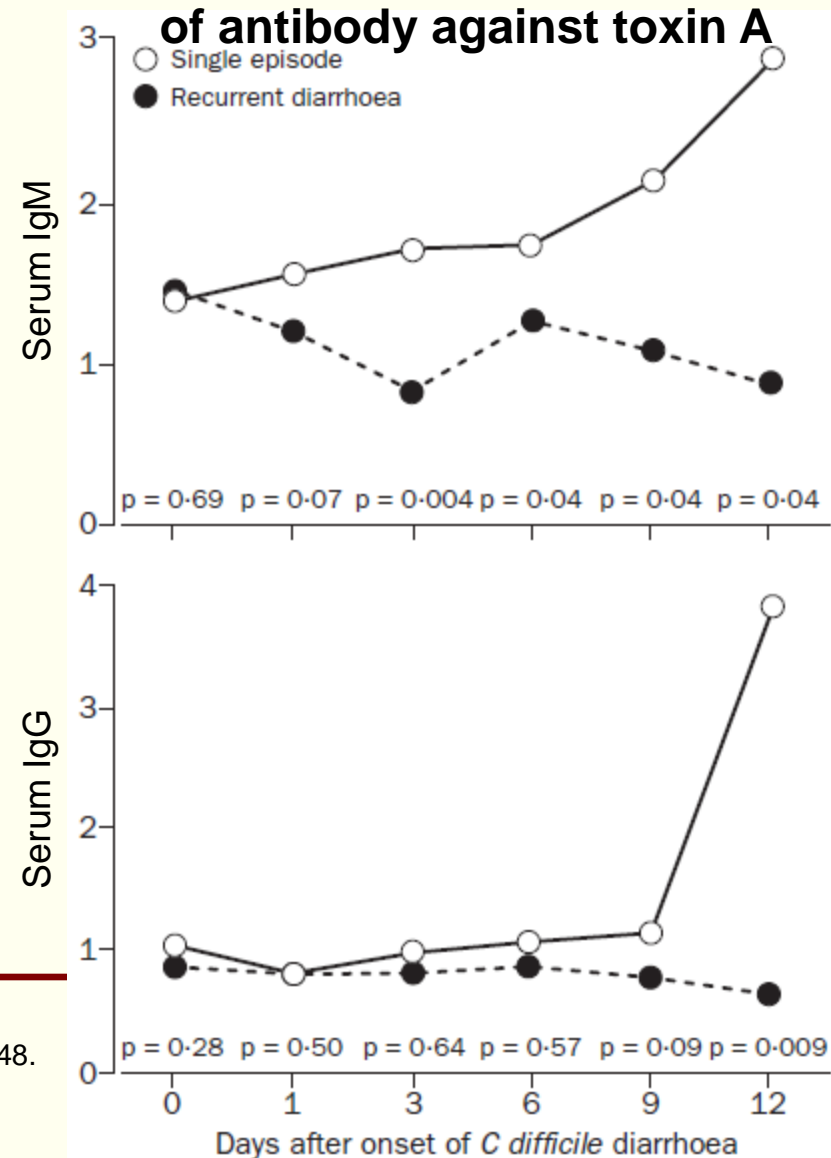 of antibody against toxin A
3
Single episode
Recurrent diarrhoea
2
Serum IgM
1
p = 0·69 p = 0·07 p = 0·004 p = 0·04 p = 0·04 p = 0·04
0
4
3
Serum IgG
2
1
48.
p = 0·28 p = 0·50 p = 0·64 p = 0·57 p = 0·09 p = 0·009
0
0 1 3 6 9 12
Days after onset of C difficile diarrhoea